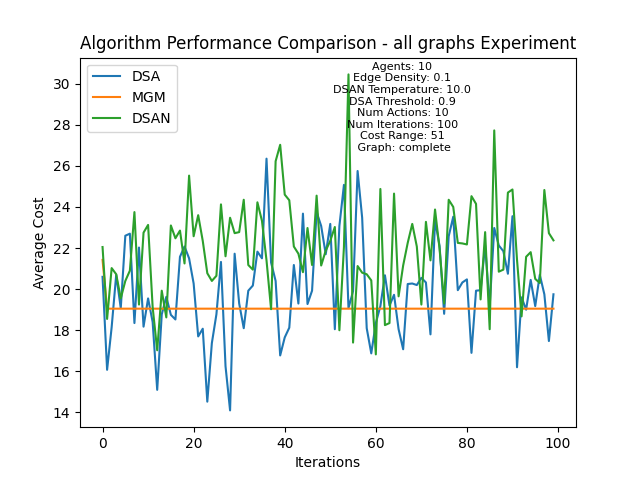 Algorithm Performance Comparison - all graphs Experiment
DSA
MGM
DSAN
Agents: 10
Edge Density: 0.1
DSAN Temperature: 10.0
DSA Threshold: 0.9
Num Actions: 10
Num Iterations: 100
Cost Range: 51
Graph: complete
Average Cost
30
28
26
24
22
20
18
16
14
0 20 40 60 80 100
Iterations